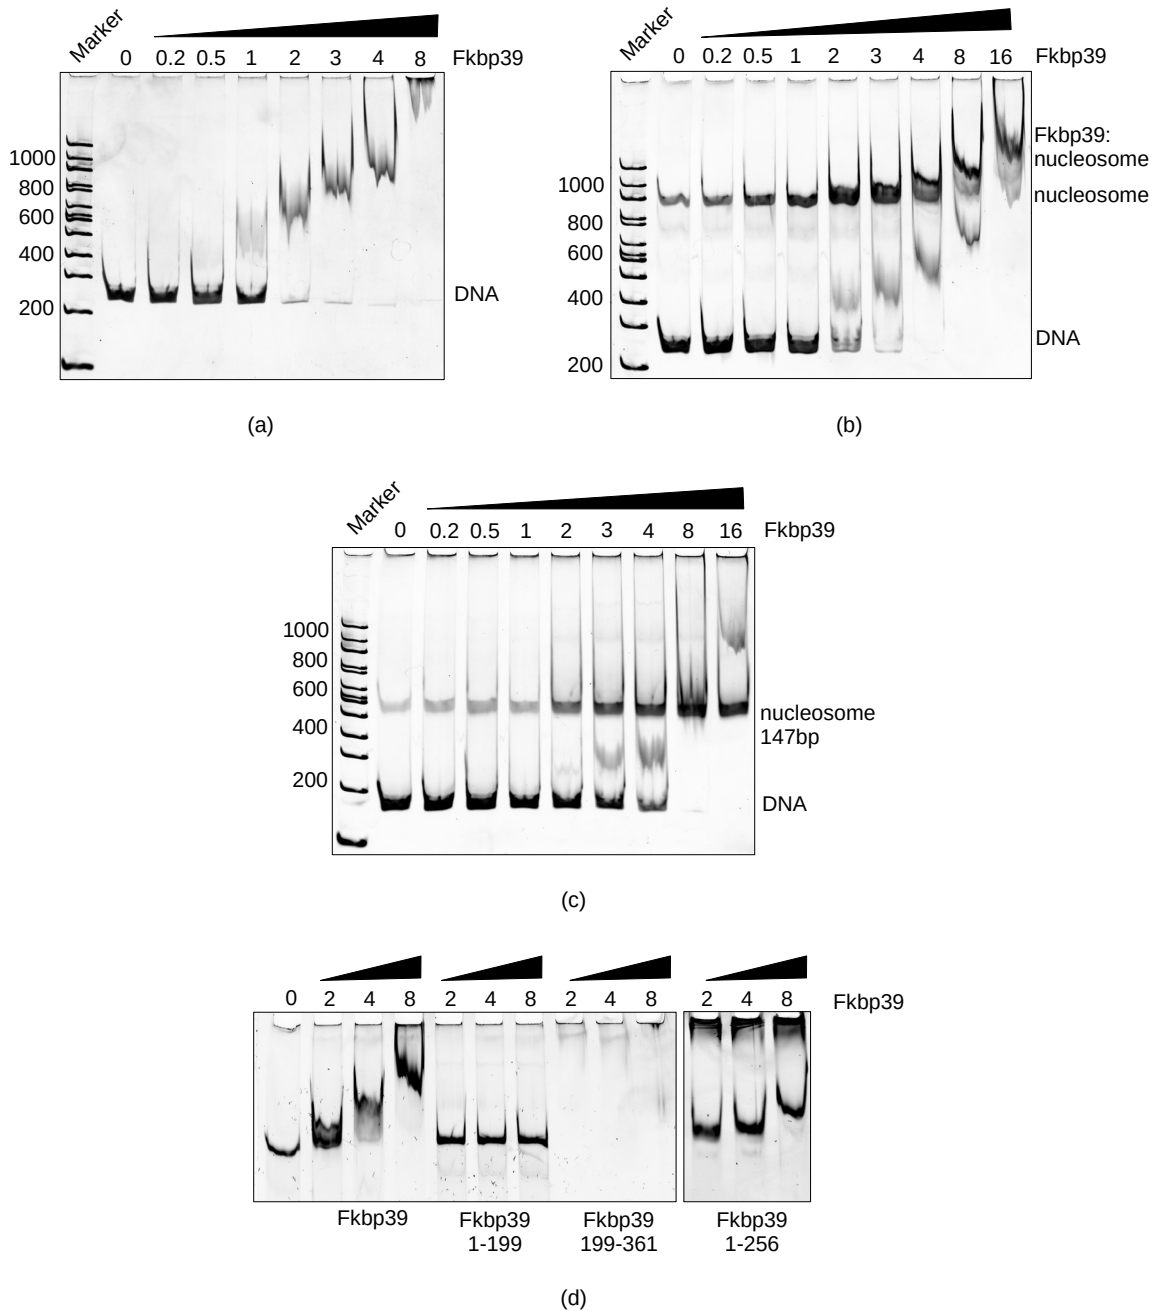 Marker
0 0.2 0.5 1 2 3 4 8 Fkbp39
1000
800
600
400
200
DNA
(a)
Marker
0 0.2 0.5 1 2 3 4 8 16 Fkbp39
1000
800
600
400
200
Fkbp39:
nucleosome
nucleosome
DNA
(b)
Marker
0 0.2 0.5 1 2 3 4 8 16 Fkbp39
1000
800
600
400
200
nucleosome
147bp
DNA
(c)
0 2 4 8 2 4 8 2 4 8 2 4 8 Fkbp39
Fkbp39
Fkbp39
1-199
Fkbp39
199-361
Fkbp39
1-256
(d)